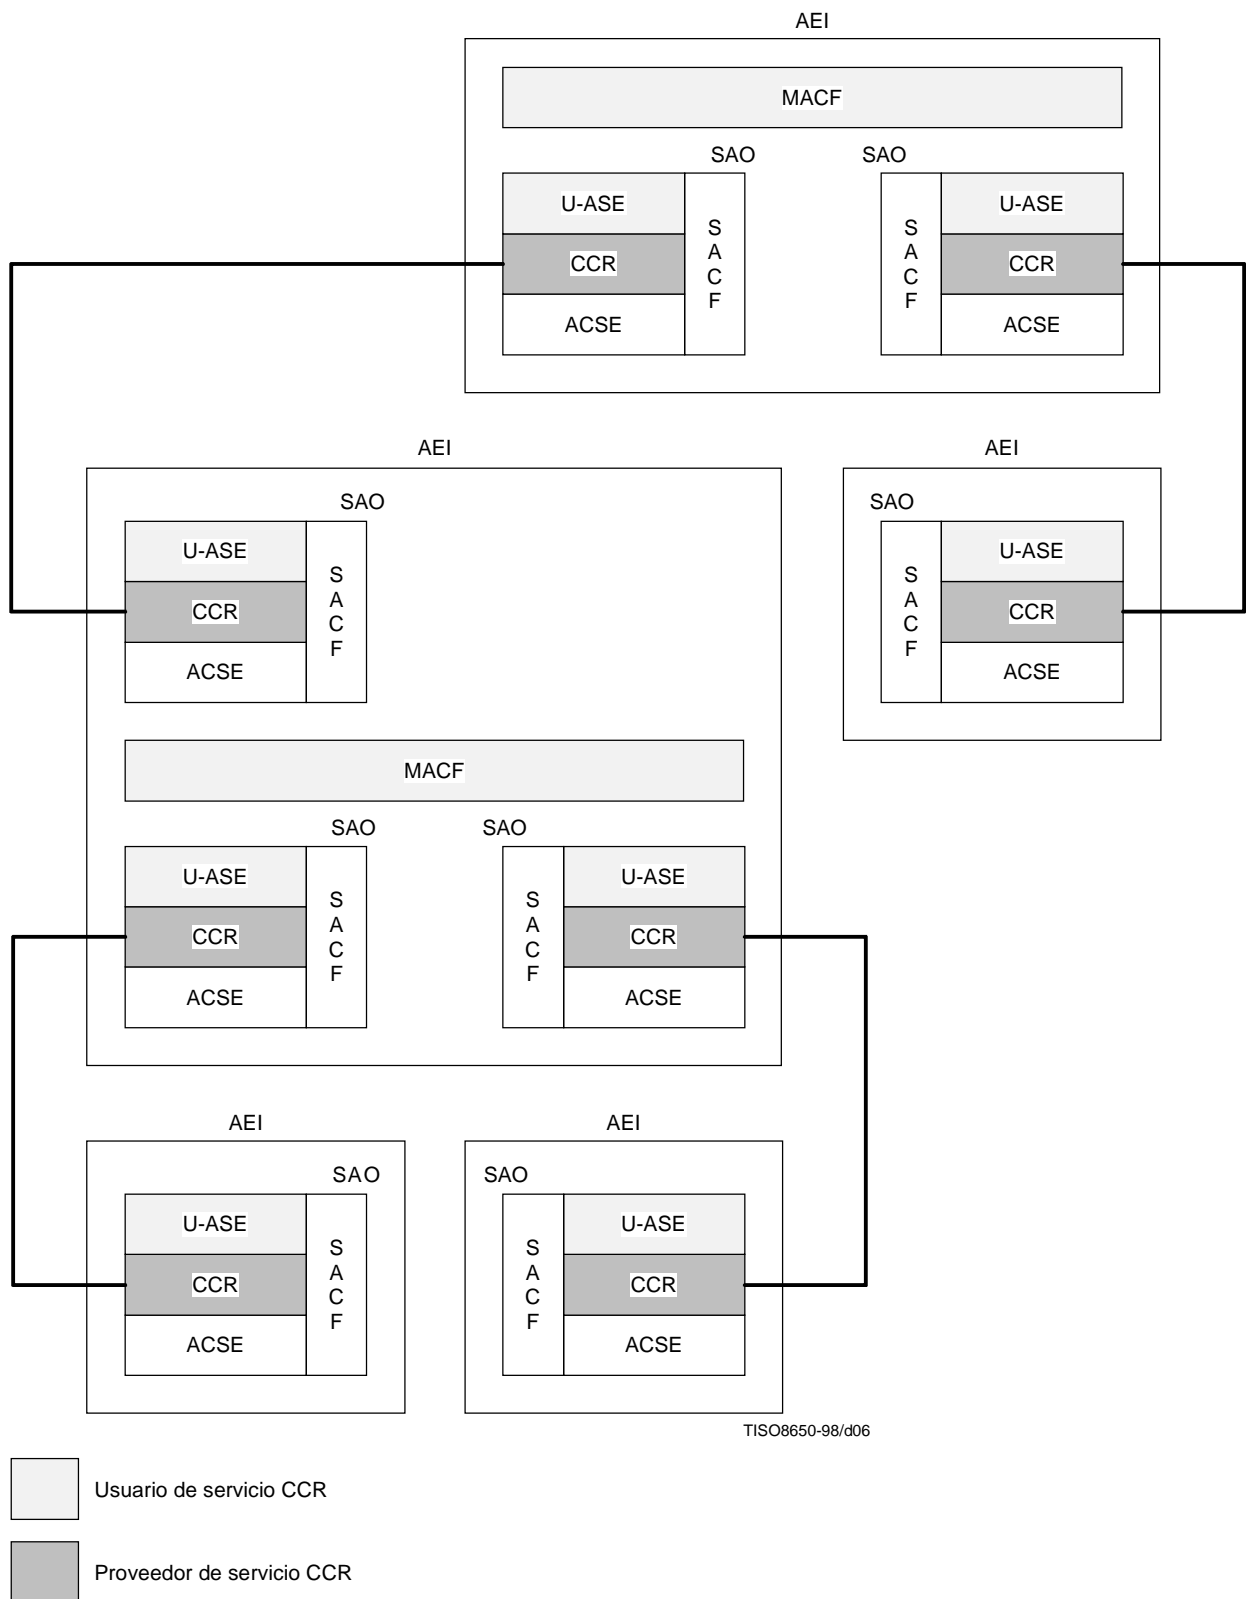 AEI
MACF
SAO SAO
U-ASE
CCR
ACSE
S
A
C
F
S
A
C
F
U-ASE
CCR
ACSE
AEI
SAO
U-ASE
CCR
ACSE
S
A
C
F
AEI
SAO
S
A
C
F
U-ASE
CCR
ACSE
MACF
SAO SAO
U-ASE
CCR
ACSE
S
A
C
F
S
A
C
F
U-ASE
CCR
ACSE
AEI
SAO
U-ASE
CCR
ACSE
S
A
C
F
AEI
SAO
S
A
C
F
U-ASE
CCR
ACSE
TISO8650-98/d06
Usuario de servicio CCR
Proveedor de servicio CCR